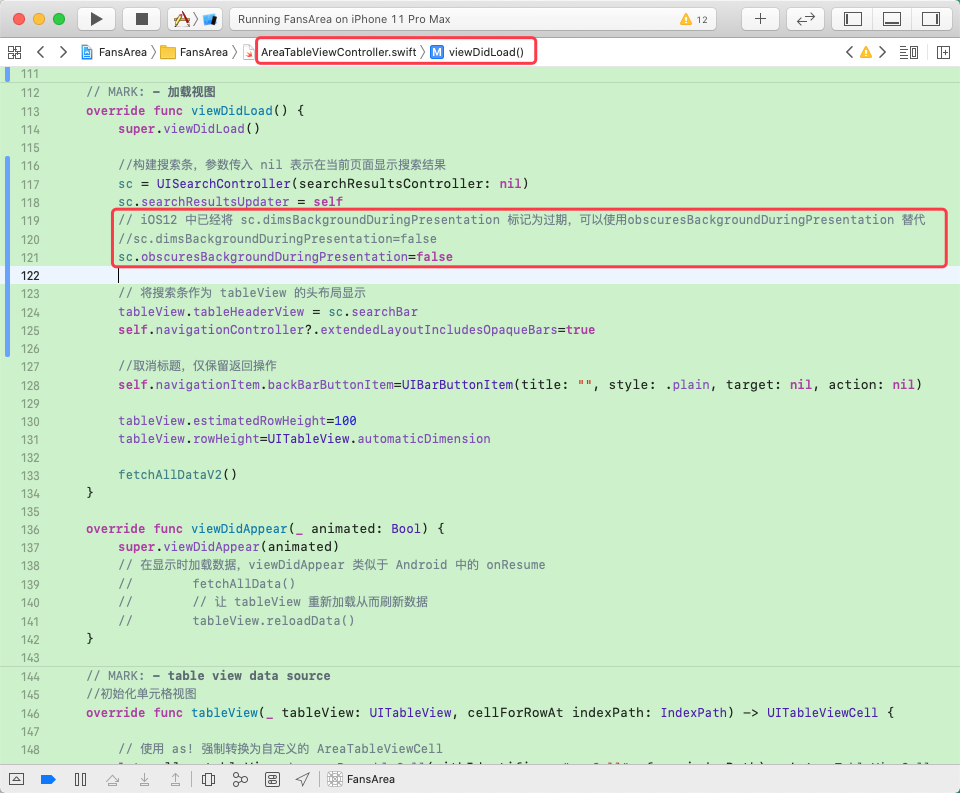 Running FansArea on iPhone 11 Pro Max 12
FansArea FansArea AreaTableViewController.swift M viewDidLoad()
111
112 // MARK: - 加载视图
113 override func viewDidLoad() {
114 super.viewDidLoad()
115
116 //构建搜索条，参数传入 nil 表示在当前页面显示搜索结果
117 sc = UISearchController(searchResultsController: nil)
118 sc.searchResultsUpdater = self
119 // iOS12 中已经将 sc.dimsBackgroundDuringPresentation 标记为过期，可以使用obscuresBackgroundDuringPresentation 替代
120 //sc.dimsBackgroundDuringPresentation=false
121 sc.obscuresBackgroundDuringPresentation=false
122
123 // 将搜索条作为 tableView 的头布局显示
124 tableView.tableHeaderView = sc.searchBar
125 self.navigationController?.extendedLayoutIncludesOpaqueBars=true
126
127 //取消标题，仅保留返回操作
128 self.navigationItem.backBarButtonItem=UIBarButtonItem(title: "", style: .plain, target: nil, action: nil)
129
130 tableView.estimatedRowHeight=100
131 tableView.rowHeight=UITableView.automaticDimension
132
133 fetchAllDataV2()
134 }
135
136 override func viewDidAppear(_ animated: Bool) {
137 super.viewDidAppear(animated)
138 // 在显示时加载数据，viewDidAppear 类似于 Android 中的 onResume
139 // fetchAllData()
140 // // 让 tableView 重新加载从而刷新数据
141 // tableView.reloadData()
142 }
143
144 // MARK: - table view data source
145 //初始化单元格视图
146 override func tableView(_ tableView: UITableView, cellForRowAt indexPath: IndexPath) -> UITableViewCell {
147
148 // 使用 as! 强制转换为自定义的 AreaTableViewCell
FansArea